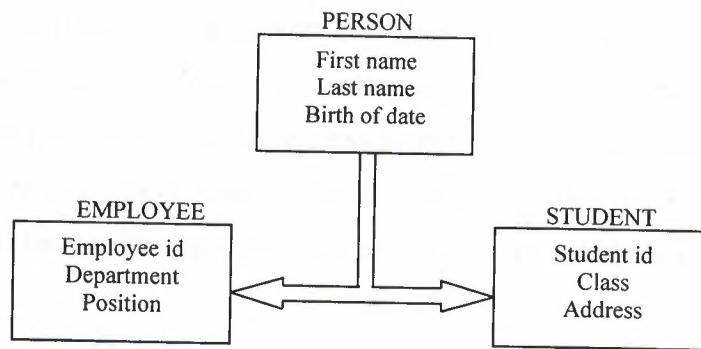 PERSON
First name
Last name
Birth of date
EMPLOYEE
Employee id
Department
Position
STUDENT
Student id
Class
Address